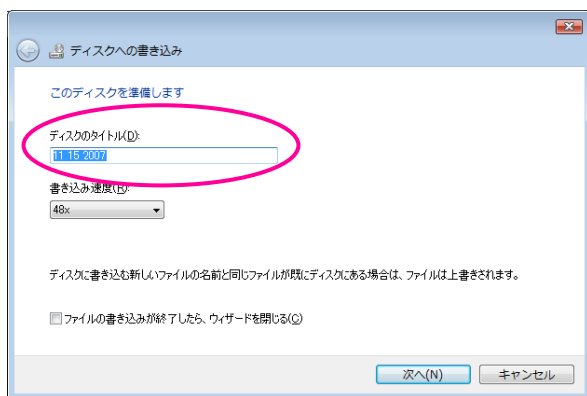 ディスクへの書き込み
このディスクを準備します
ディスクのタイトル(D):
11 15 2007
書き込み速度(R):
48x
ディスクに書き込む新しいファイルの名前と同じファイルが既にディスクにある場合は、ファイルは上書きされます。
ファイルの書き込みが終了したら、ウィザードを閉じる(C)
次へ(N)
キャンセル